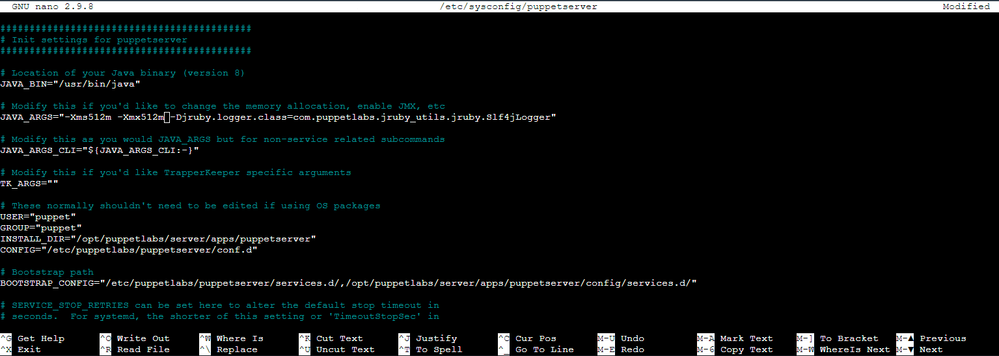 GNU nano 2.9.8 /etc/sysconfig/puppetserver Modified
###########################################
# Init settings for puppetserver
###########################################
# Location of your Java binary (version 8)
JAVA_BIN="/usr/bin/java"
# Modify this if you'd like to change the memory allocation, enable JMX, etc
JAVA_ARGS="-Xms512m -Xmx512m -Djruby.logger.class=com.puppetlabs.jruby_utils.jruby.Slf4jLogger"
# Modify this as you would JAVA_ARGS but for non-service related subcommands
JAVA_ARGS_CLI="${JAVA_ARGS_CLI:-}"
# Modify this if you'd like TrapperKeeper specific arguments
TK_ARGS=""
# These normally shouldn't need to be edited if using OS packages
USER="puppet"
GROUP="puppet"
INSTALL_DIR="/opt/puppetlabs/server/apps/puppetserver"
CONFIG="/etc/puppetlabs/puppetserver/conf.d"
# Bootstrap path
BOOTSTRAP_CONFIG="/etc/puppetlabs/puppetserver/services.d/,/opt/puppetlabs/server/apps/puppetserver/config/services.d/"
# SERVICE_STOP_RETRIES can be set here to alter the default stop timeout in
# seconds.  For systemd, the shorter of this setting or 'TimeoutStopSec' in
^G Get Help ^O Write Out ^W Where Is ^K Cut Text ^J Justify ^C Cur Pos M-U Undo M-A Mark Text M-] To Bracket M-▲ Previous
^X Exit ^R Read File ^\ Replace ^U Uncut Text ^T To Spell ^_ Go To Line M-E Redo M-6 Copy Text M-W WhereIs Next M-▼ Next